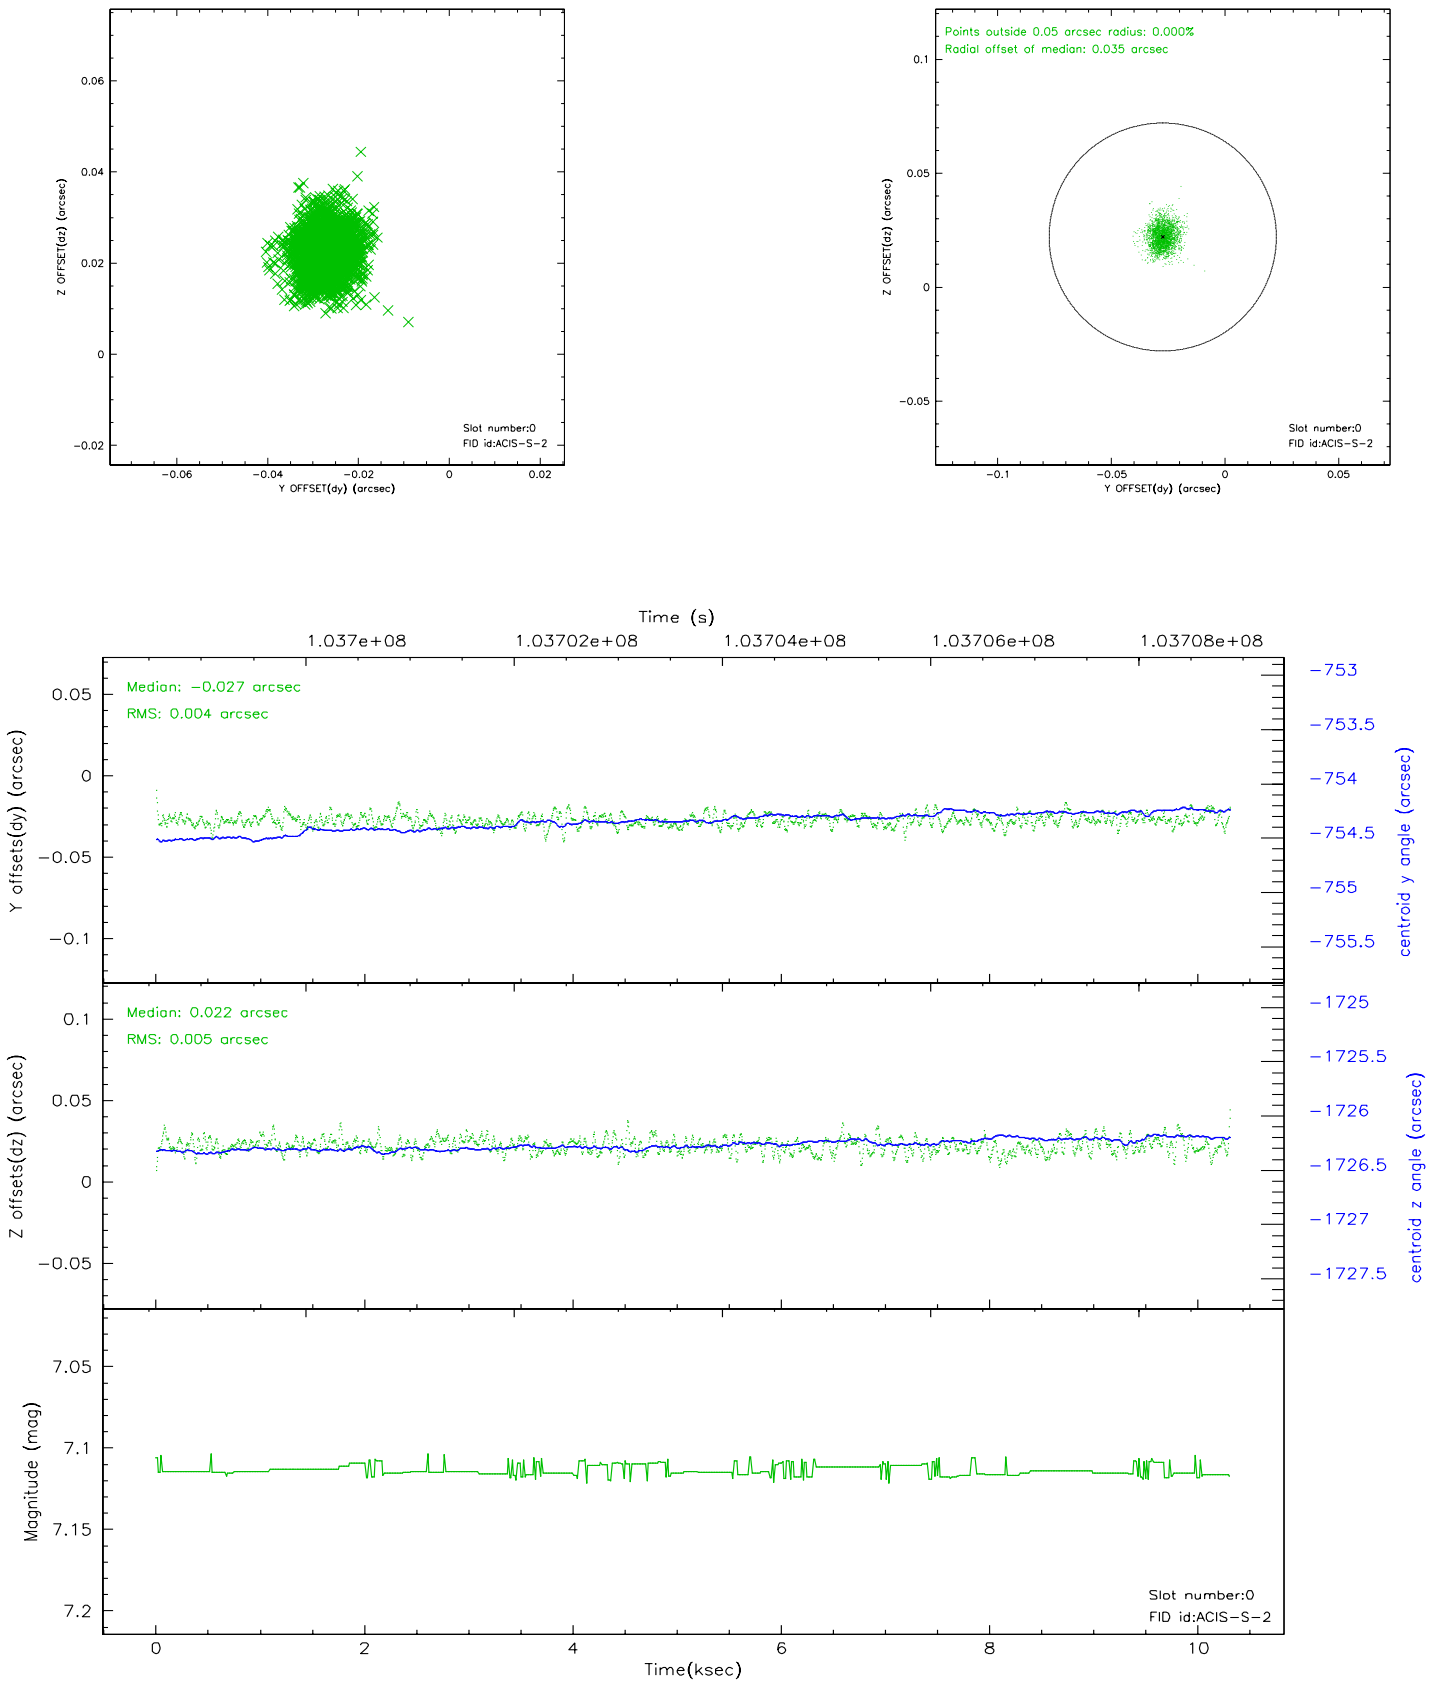 0.06
0.04
0.02
0
−0.02
Z OFFSET(dz) (arcsec)
Slot number:0
FID id:ACIS−S−2
−0.06 −0.04 −0.02 0 0.02
Y OFFSET(dy) (arcsec)
Points outside 0.05 arcsec radius: 0.000%
Radial offset of median: 0.035 arcsec
0.1
0.05
0
−0.05
Z OFFSET(dz) (arcsec)
Slot number:0
FID id:ACIS−S−2
−0.1 −0.05 0 0.05
Y OFFSET(dy) (arcsec)
Time (s)
1.037e+08 1.03702e+08 1.03704e+08 1.03706e+08 1.03708e+08
Median: −0.027 arcsec
RMS: 0.004 arcsec
0.05
0
−0.05
−0.1
Y offsets(dy) (arcsec)
−753
−753.5
−754
−754.5
−755
−755.5
centroid y angle (arcsec)
Median: 0.022 arcsec
RMS: 0.005 arcsec
0.1
0.05
0
−0.05
Z offsets(dz) (arcsec)
−1725
−1725.5
−1726
−1726.5
−1727
−1727.5
centroid z angle (arcsec)
7.05
7.1
7.15
7.2
Magnitude (mag)
Slot number:0
FID id:ACIS−S−2
0 2 4 6 8 10
Time(ksec)